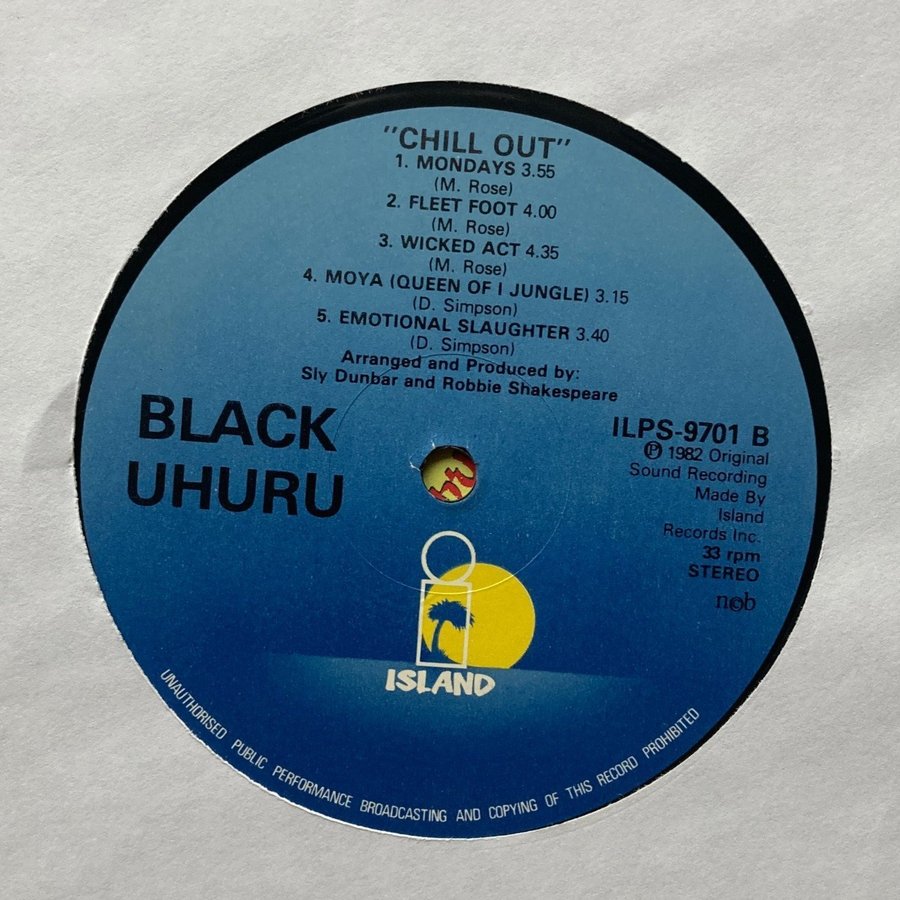 "CHILL OUT"
1. MONDAYS 3.55
(M. Rose)
2. FLEET FOOT 4.00
(M. Rose)
3. WICKED ACT 4.35
(M. Rose)
4. MOYA (QUEEN OF I JUNGLE) 3.15
(D. Simpson)
5. EMOTIONAL SLAUGHTER 3.40
(D. Simpson)
Arranged and Produced by:
Sly Dunbar and Robbie Shakespeare
BLACK
UHURU
ILPS-9701 B
℗ 1982 Original
Sound Recording
Made By
Island
Records Inc.
33 rpm
STEREO
ncb
ISLAND
UNAUTHORISED PUBLIC PERFORMANCE BROADCASTING AND COPYING OF THIS RECORD PROHIBITED